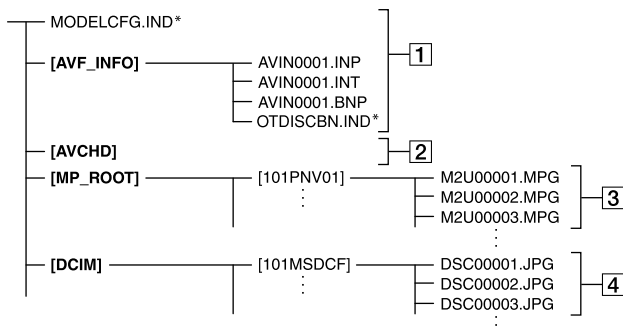 MODELCFG.IND*
1
[AVF_INFO] AVIN0001.INP
AVIN0001.INT
AVIN0001.BNP
OTDISCBN.IND*
[AVCHD] 2
[MP_ROOT] [101PNV01] M2U00001.MPG
M2U00002.MPG 3
M2U00003.MPG
[DCIM] [101MSDCF] DSC00001.JPG
DSC00002.JPG 4
DSC00003.JPG